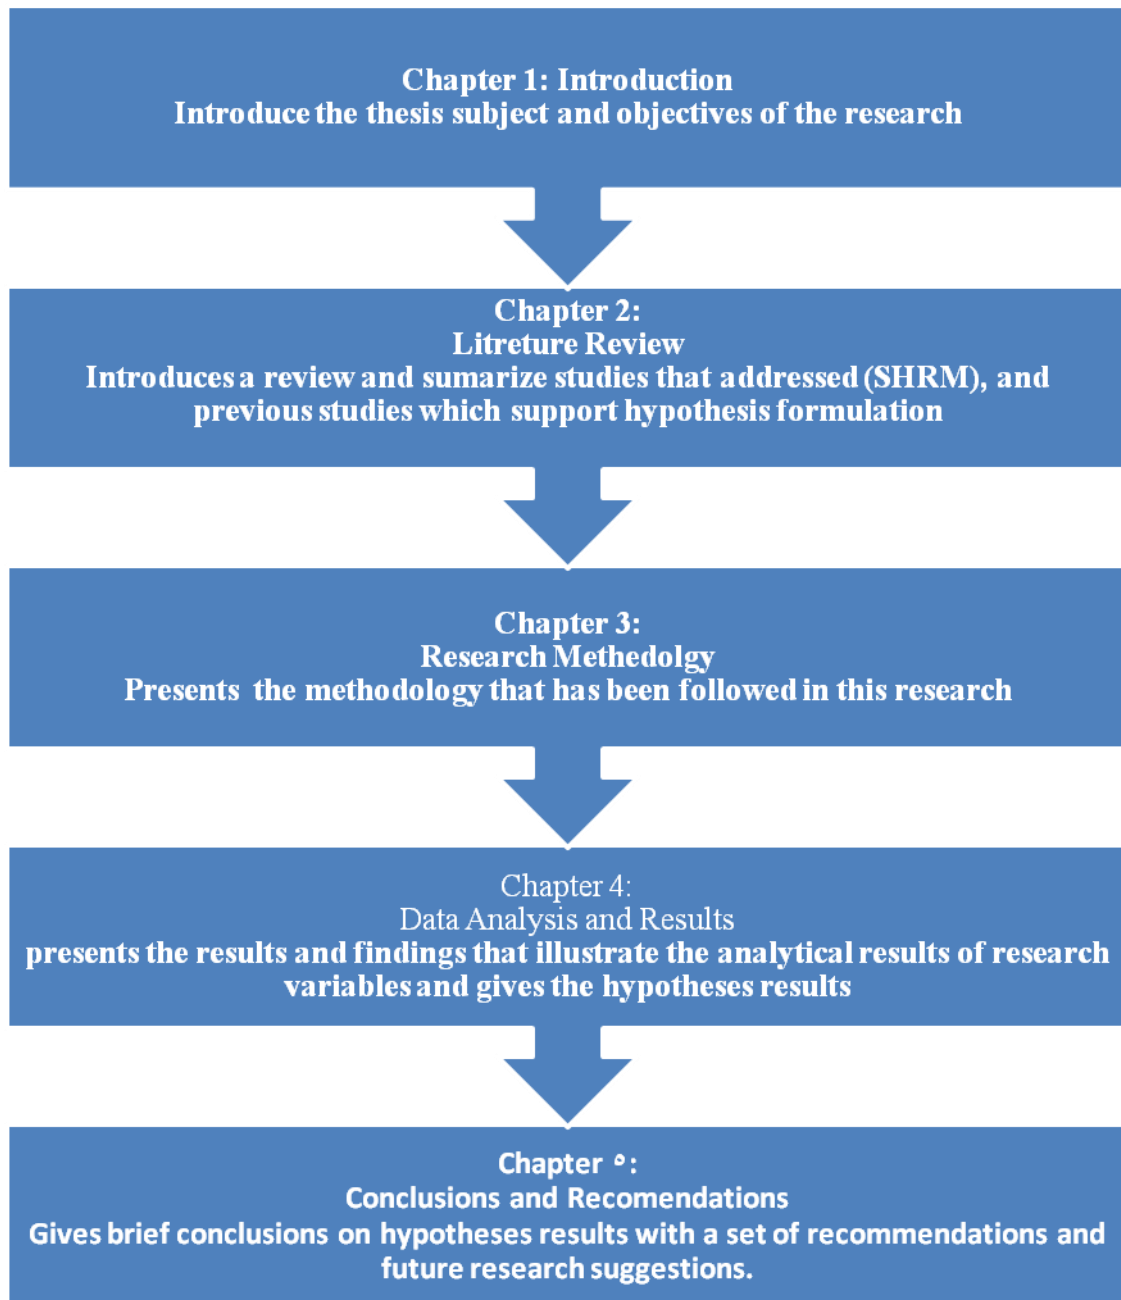 Chapter 1: Introduction
Introduce the thesis subject and objectives of the research
Chapter 2:
Litreture Review
Introduces a review and sumarize studies that addressed (SHRM), and
previous studies which support hypothesis formulation
Chapter 3:
Research Methedolgy
Presents the methodology that has been followed in this research
Chapter 4:
Data Analysis and Results
presents the results and findings that illustrate the analytical results of research
variables and gives the hypotheses results
Chapter ٥:
Conclusions and Recomendations
Gives brief conclusions on hypotheses results with a set of recommendations and
future research suggestions.